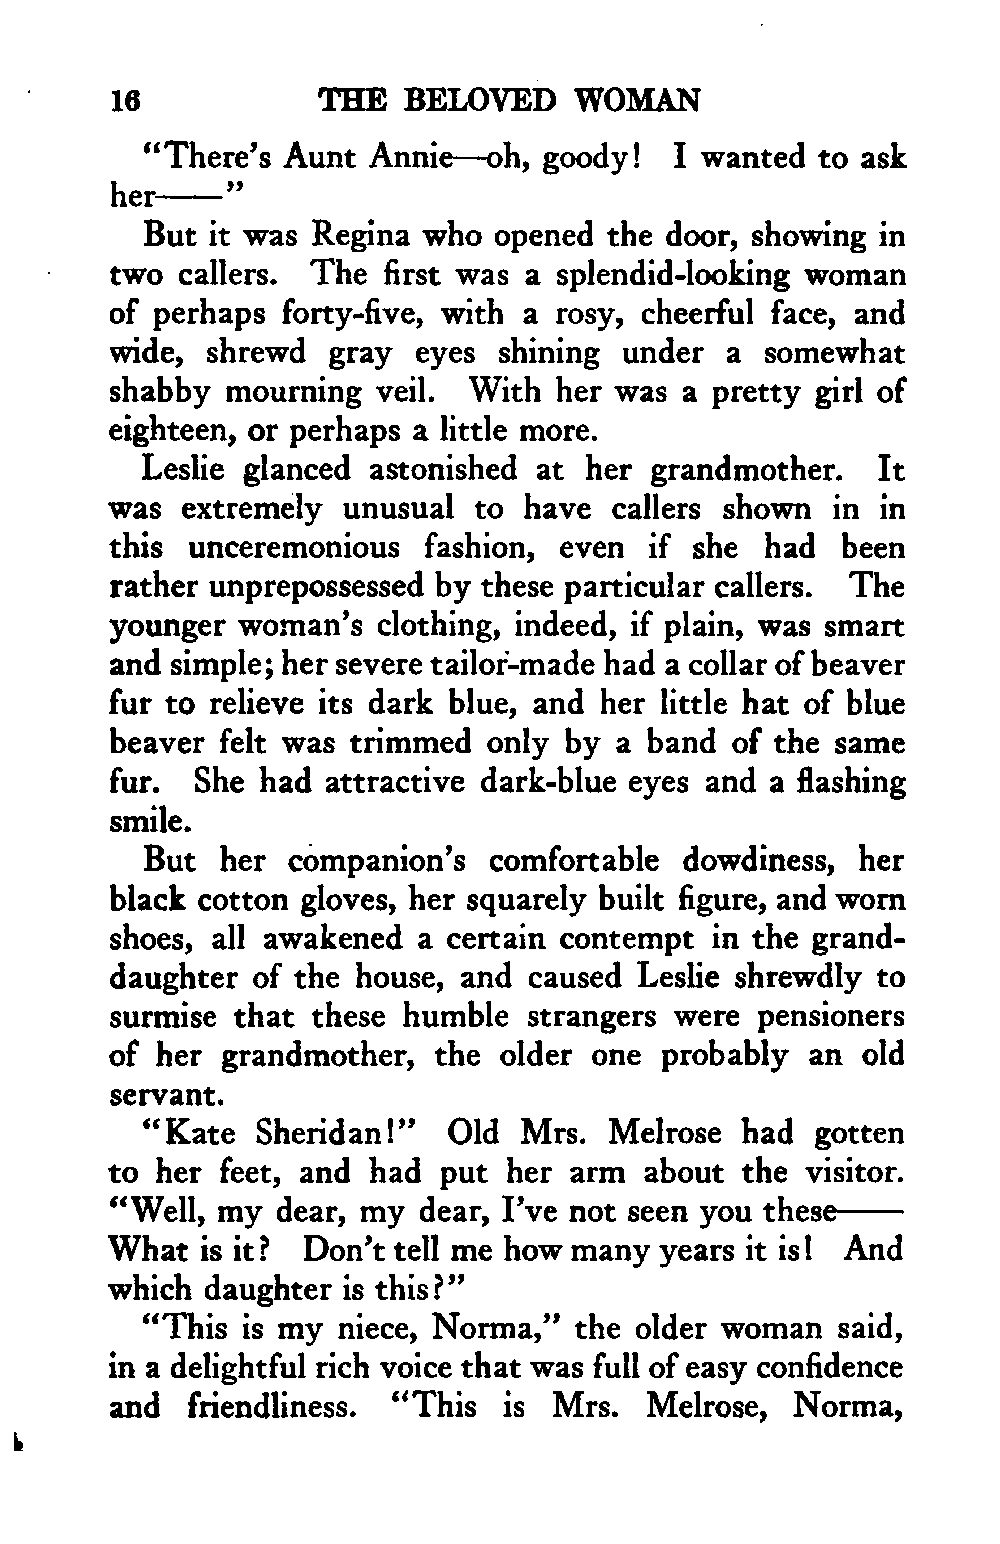 16 THE BELOVED WOMAN
“There’s Aunt Annie—oh, goody! I wanted to ask
her——”
But it was Regina who opened the door, showing in
two callers. The first was a splendid-looking woman
of perhaps forty-five, with a rosy, cheerful face, and
wide, shrewd gray eyes shining under a somewhat
shabby mourning veil. With her was a pretty girl of
eighteen, or perhaps a little more.
Leslie glanced astonished at her grandmother. It
was extremely unusual to have callers shown in in
this unceremonious fashion, even if she had been
rather unprepossessed by these particular callers. The
younger woman’s clothing, indeed, if plain, was smart
and simple; her severe tailor-made had a collar of beaver
fur to relieve its dark blue, and her little hat of blue
beaver felt was trimmed only by a band of the same
fur. She had attractive dark-blue eyes and a flashing
smile.
But her companion’s comfortable dowdiness, her
black cotton gloves, her squarely built figure, and worn
shoes, all awakened a certain contempt in the grand-
daughter of the house, and caused Leslie shrewdly to
surmise that these humble strangers were pensioners
of her grandmother, the older one probably an old
servant.
“Kate Sheridan!” Old Mrs. Melrose had gotten
to her feet, and had put her arm about the visitor.
“Well, my dear, my dear, I’ve not seen you these——
What is it? Don’t tell me how many years it is! And
which daughter is this?”
“This is my niece, Norma,” the older woman said,
in a delightful rich voice that was full of easy confidence
and friendliness. “This is Mrs. Melrose, Norma,